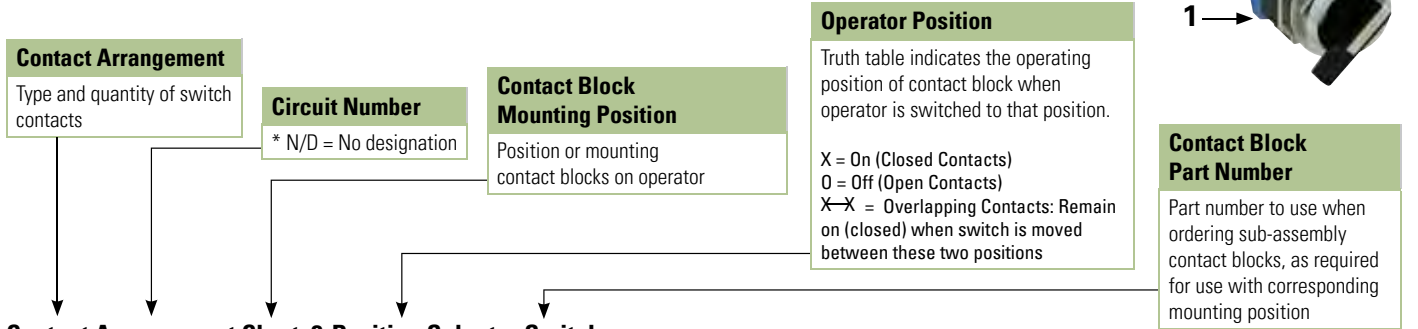 Contact Arrangement
Type and quantity of switch
contacts
Circuit Number
* N/D = No designation
Contact Block
Mounting Position
Position or mounting
contact blocks on operator
Operator Position
Truth table indicates the operating
position of contact block when
operator is switched to that position.
X = On (Closed Contacts)
O = Off (Open Contacts)
X—X = Overlapping Contacts: Remain
on (closed) when switch is moved
between these two positions
1
Contact Block
Part Number
Part number to use when
ordering sub-assembly
contact blocks, as required
for use with corresponding
mounting position